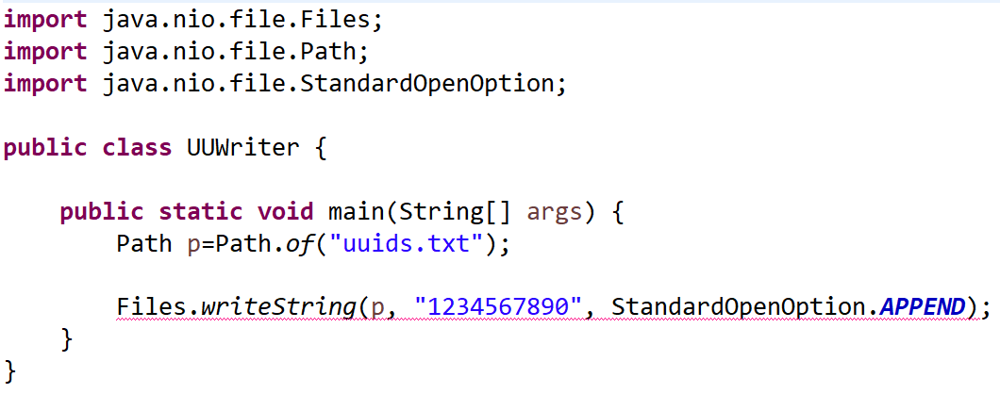 import java.nio.file.Files;
import java.nio.file.Path;
import java.nio.file.StandardOpenOption;

public class UUWriter {

    public static void main(String[] args) {
        Path p=Path.of("uuids.txt");

        Files.writeString(p, "1234567890", StandardOpenOption.APPEND);
    }
}